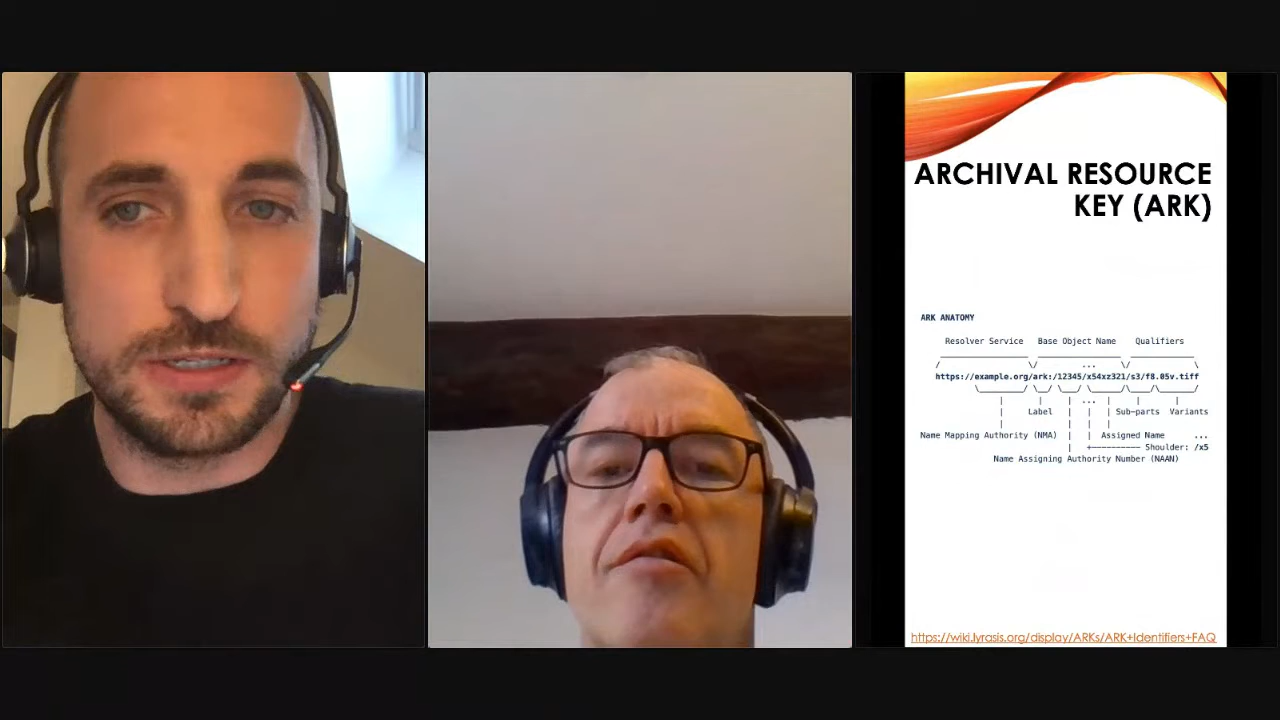 ARCHIVAL RESOURCE
KEY (ARK)
ARK ANATOMY
Resolver Service Base Object Name Qualifiers
...
https://example.org/ark:/12345/x54xz321/s3/f8.05v.tiff
...
Label Sub-parts Variants
Name Mapping Authority (NMA) Assigned Name ...
Shoulder: /x5
Name Assigning Authority Number (NAAN)
https://wiki.lyrasis.org/display/ARKs/ARK+Identifiers+FAQ